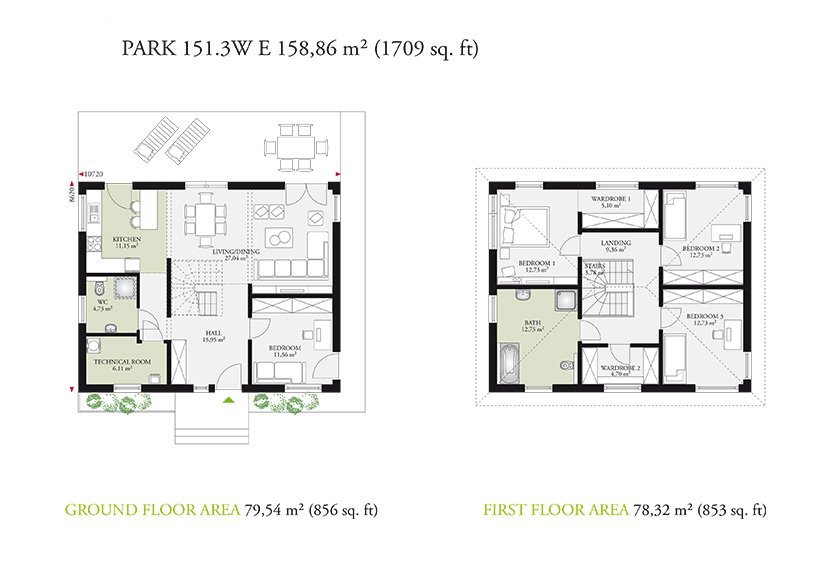 PARK 151.3W E 158,86 m² (1709 sq. ft)
10720
8620
KITCHEN
11.15 m²
LIVING/DINING
27.04 m²
WC
4.73 m²
HALL
15.95 m²
BEDROOM
11,56 m²
TECHNICAL ROOM
6,11 m²
WARDROBE 1
5,10 m²
LANDING
9,36 m²
BEDROOM 2
12.73 m²
BEDROOM 1
12.73 m²
STAIRS
3.78 m²
BATH
12.73 m²
BEDROOM 3
12.73 m²
WARDROBE 2
4.70 m²
GROUND FLOOR AREA 79,54 m² (856 sq. ft)
FIRST FLOOR AREA 78,32 m² (853 sq. ft)